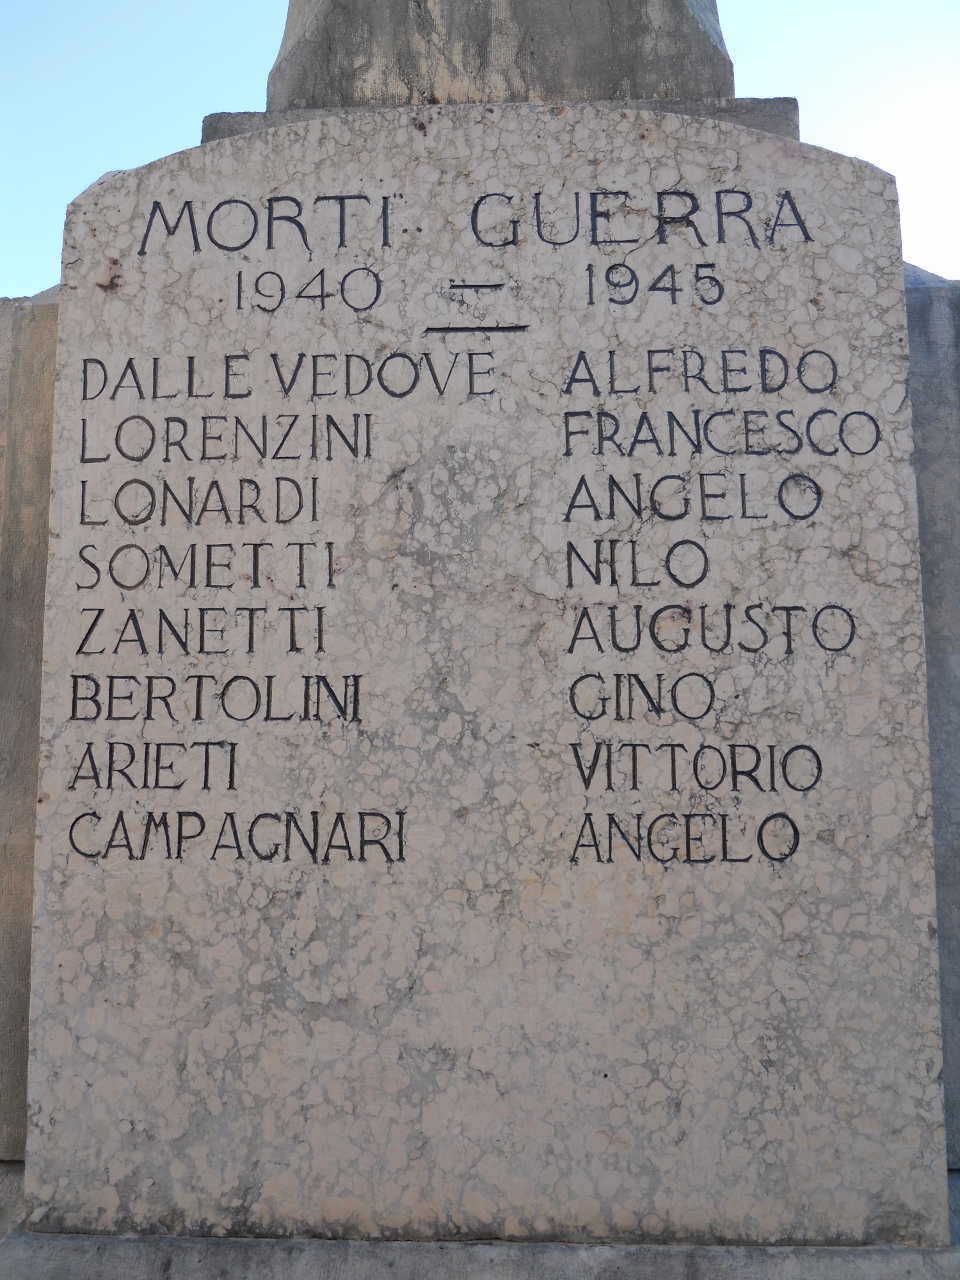 MORTI GUERRA
1940 – 1945
DALLE VEDOVE ALFREDO
LORENZINI FRANCESCO
LONARDI ANGELO
SOMETTI NILO
ZANETTI AUGUSTO
BERTOLINI GINO
ARIETI VITTORIO
CAMPAGNARI ANGELO